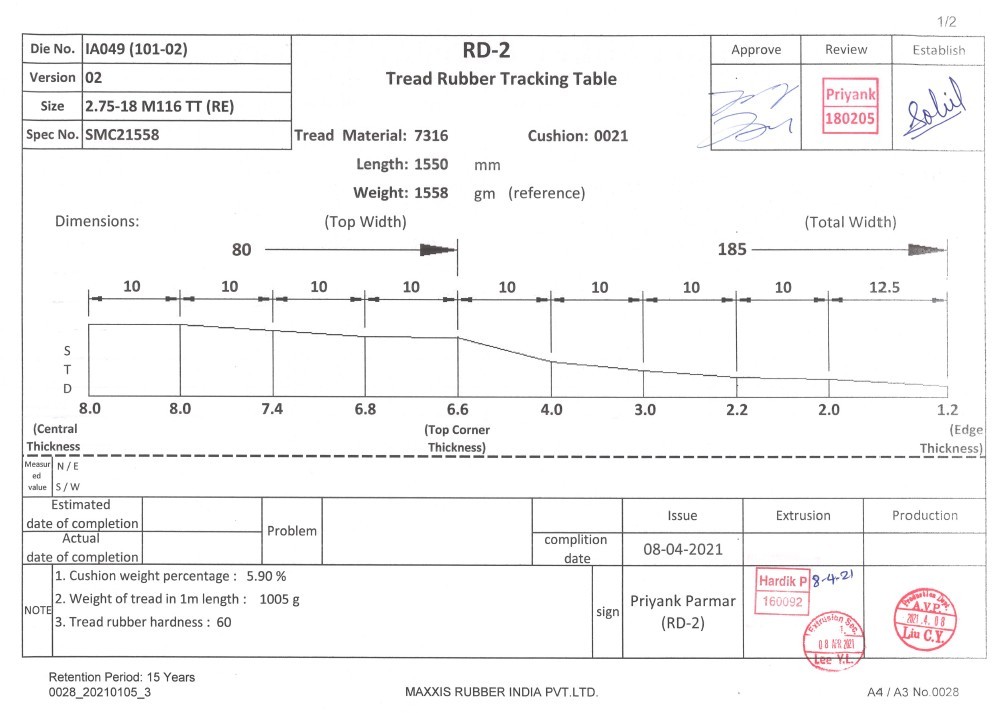 1/2
Die No. IA049 (101-02)
Version 02
Size 2.75-18 M116 TT (RE)
Spec No. SMC21558
RD-2
Tread Rubber Tracking Table
Tread Material: 7316 Cushion: 0021
Length: 1550 mm
Weight: 1558 gm (reference)
Approve Review Establish
Priyank
180205
Sohil
Dimensions: (Top Width) (Total Width)
80 185
10 10 10 10 10 10 10 10 12.5
S
T
D
8.0 8.0 7.4 6.8 6.6 4.0 3.0 2.2 2.0 1.2
(Central Thickness (Top Corner Thickness) (Edge Thickness)
Measured value N / E
S / W
Estimated date of completion
Actual date of completion
Problem
complition date
Issue Extrusion Production
08-04-2021
NOTE
1. Cushion weight percentage : 5.90 %
2. Weight of tread in 1m length : 1005 g
3. Tread rubber hardness : 60
sign
Priyank Parmar
(RD-2)
Hardik P 8-4-21
160092
Extrusion Sec.
08 APR 2021
Lee Y.L.
Production Dept.
A.V.P.
2021.4.08
Liu C.Y.
Retention Period: 15 Years
0028_20210105_3
MAXXIS RUBBER INDIA PVT.LTD.
A4 / A3 No.0028